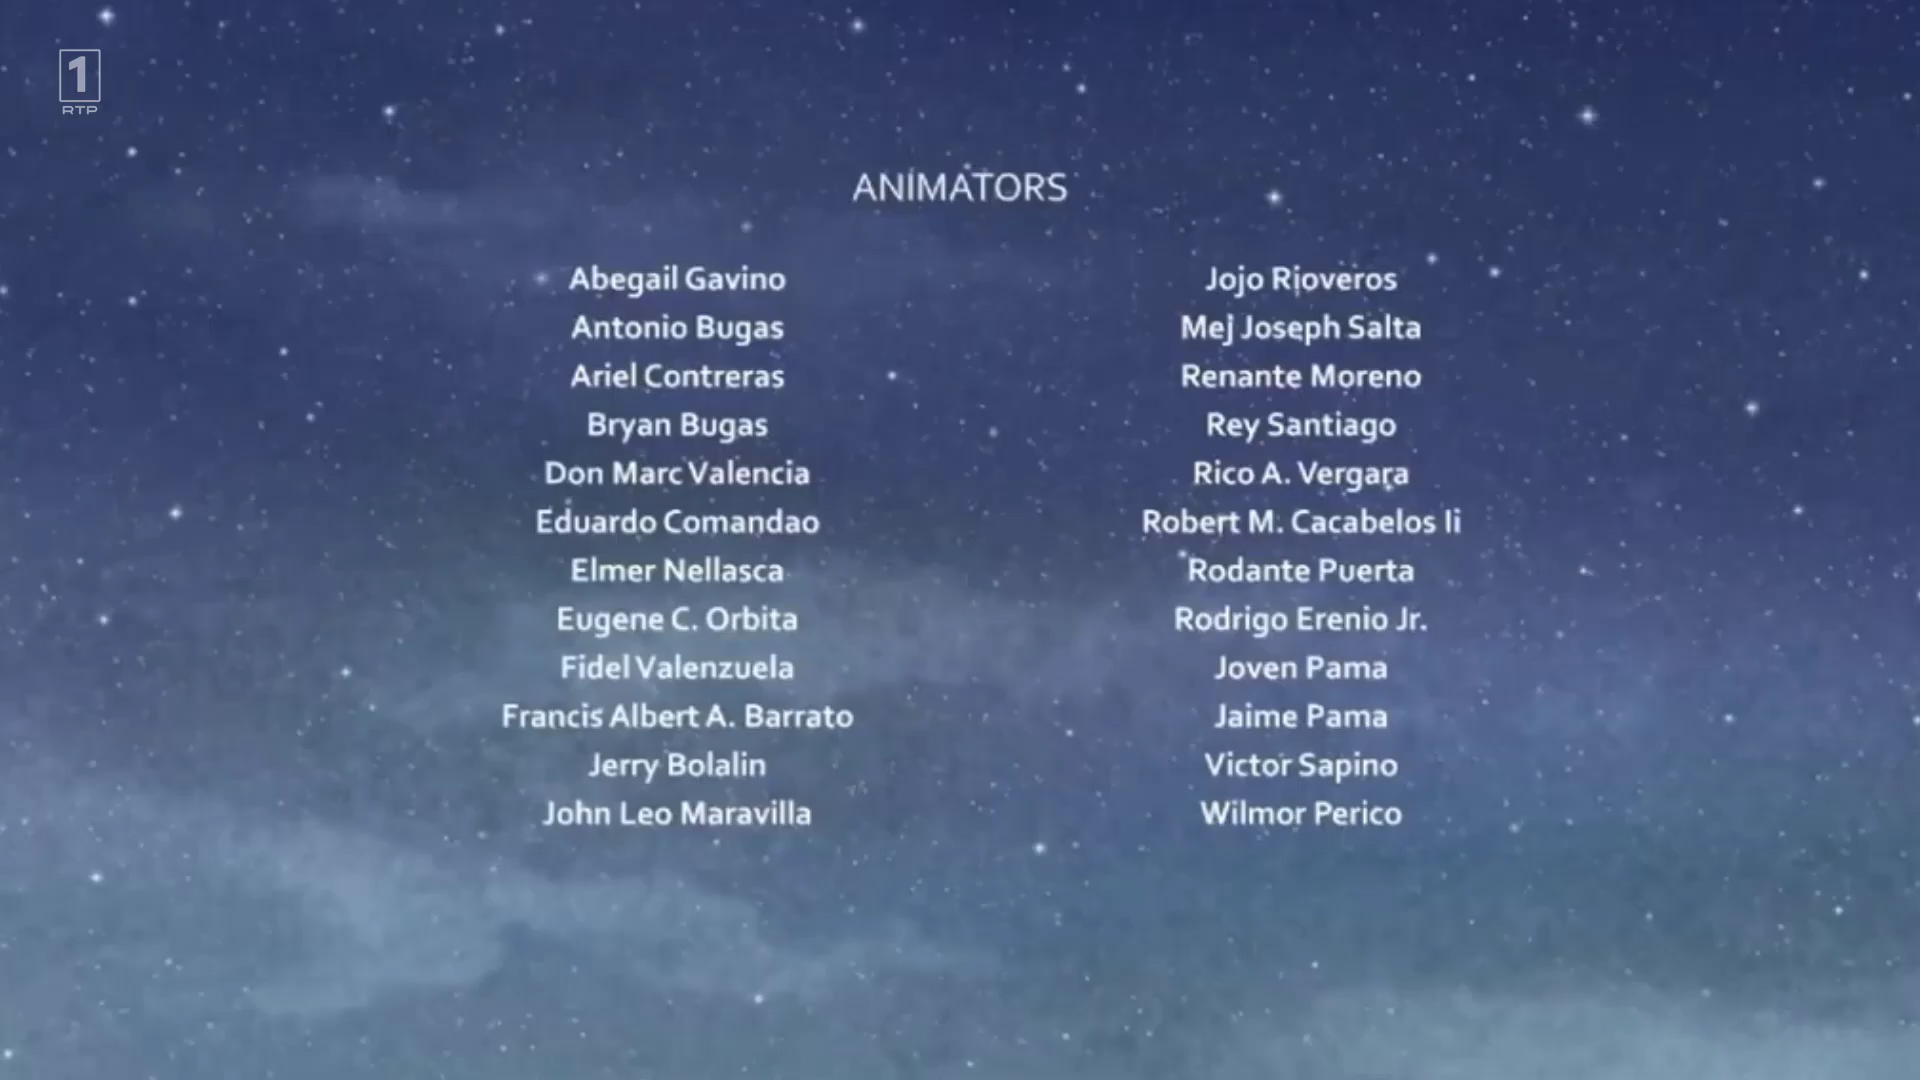 1
RTP
ANIMATORS
Abegail Gavino
Antonio Bugas
Ariel Contreras
Bryan Bugas
Don Marc Valencia
Eduardo Comandao
Elmer Nellasca
Eugene C. Orbita
Fidel Valenzuela
Francis Albert A. Barrato
Jerry Bolalin
John Leo Maravilla
Jojo Rioveros
Mej Joseph Salta
Renante Moreno
Rey Santiago
Rico A. Vergara
Robert M. Cacabelos Ii
Rodante Puerta
Rodrigo Erenio Jr.
Joven Pama
Jaime Pama
Victor Sapino
Wilmor Perico